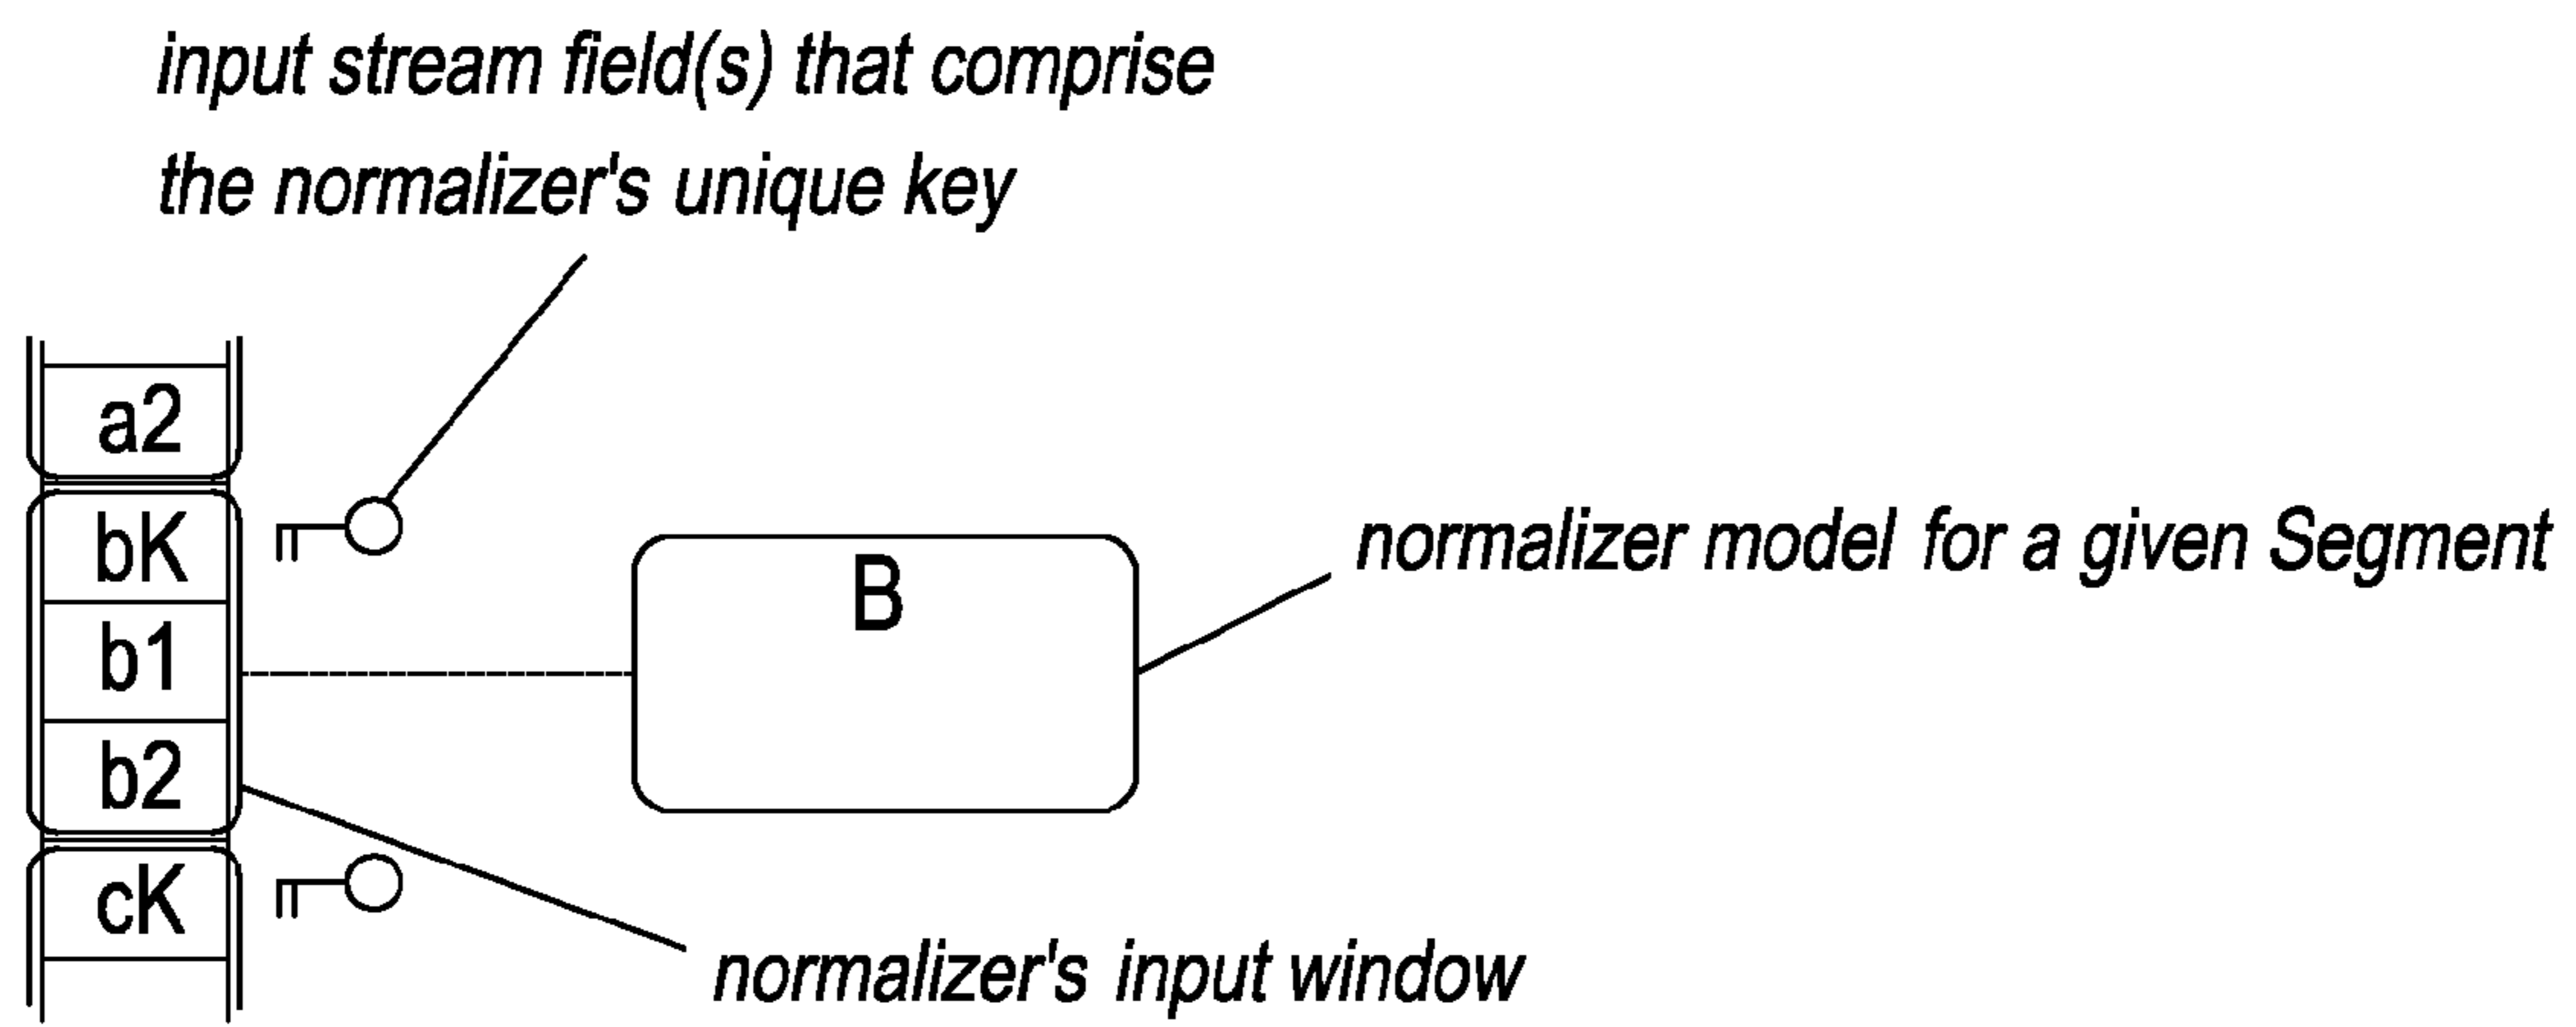 input stream field(s) that comprise
the normalizer's unique key
a2
bK
b1
b2
cK
B
normalizer model for a given Segment
normalizer's input window